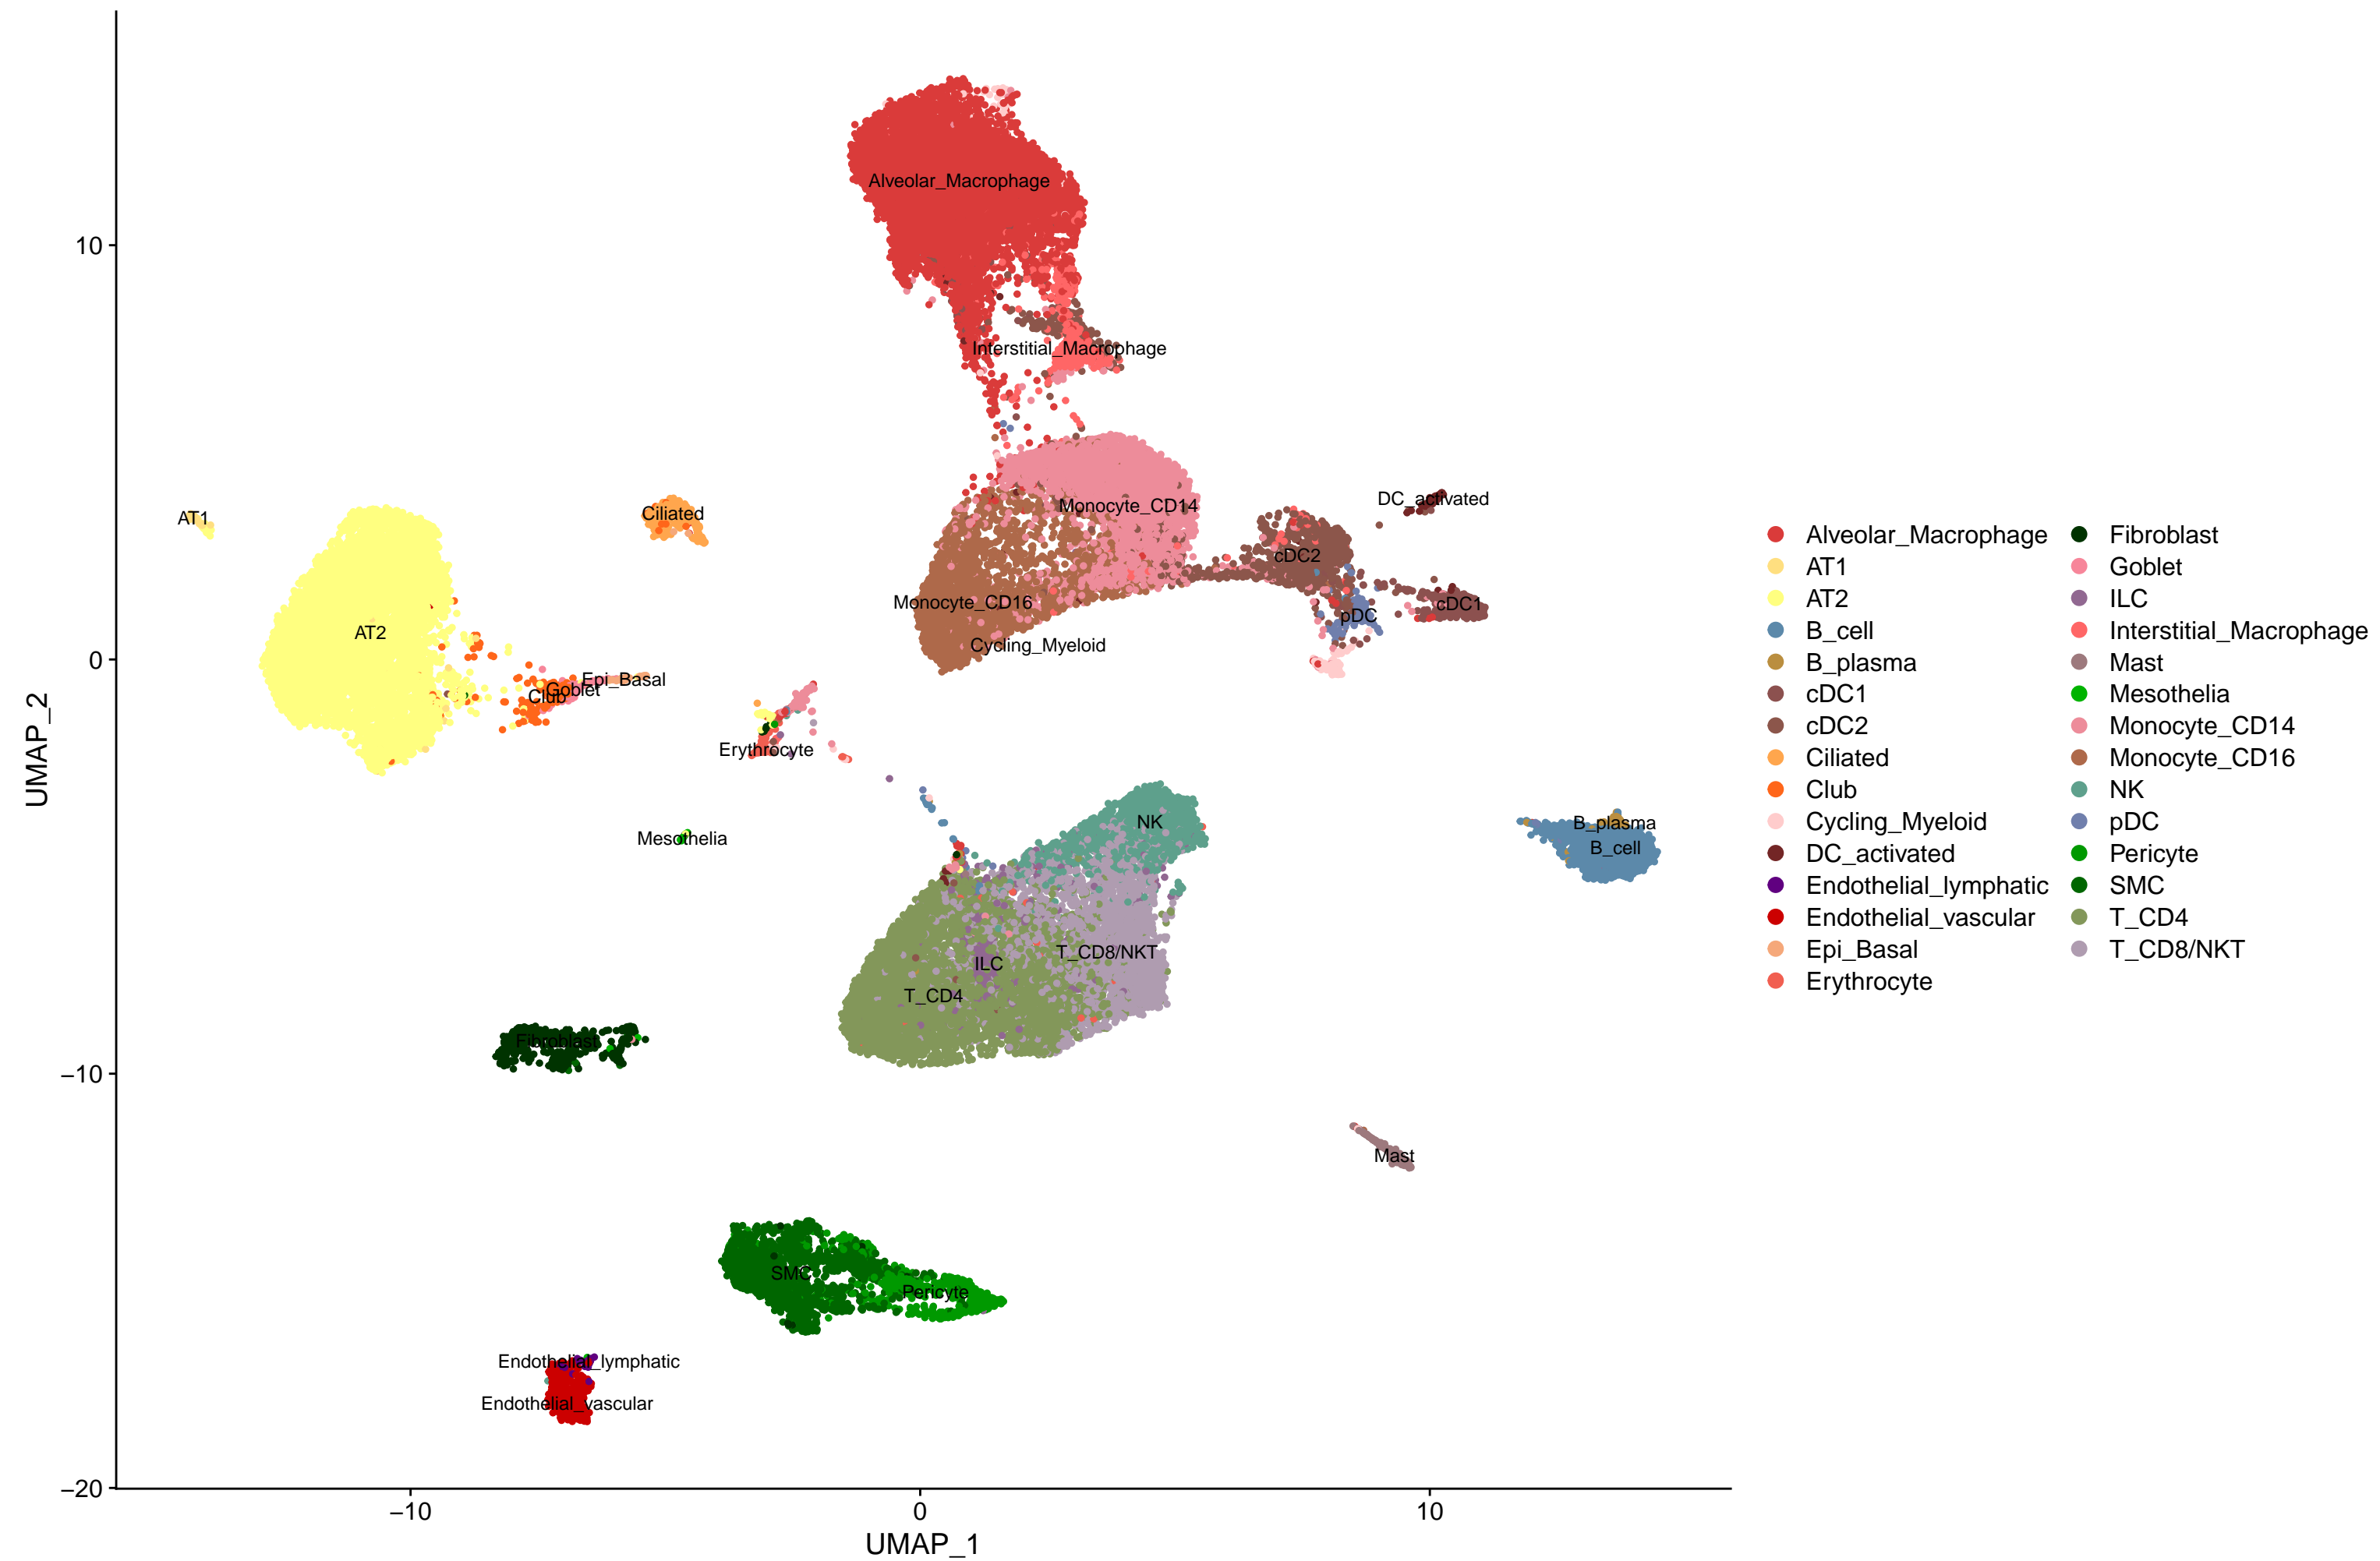 Alveolar_Macrophage
10
Interstitial_Macrophage
DC_activated
Monocyte_CD14
AT1
Ciliated
cDC2
Monocyte_CD16
cDC1
pDC
AT2
Cycling_Myeloid
0
Epi_Basal
Goblet
Club
Erythrocyte
NK
B_plasma
Mesothelia
B_cell
T_CD8/NKT
ILC
T_CD4
Fibroblast
−10
Mast
SMC
Pericyte
Endothelial_lymphatic
Endothelial_vascular
−20
−10 0 10
UMAP_1
UMAP_2
Alveolar_Macrophage
AT1
AT2
B_cell
B_plasma
cDC1
cDC2
Ciliated
Club
Cycling_Myeloid
DC_activated
Endothelial_lymphatic
Endothelial_vascular
Epi_Basal
Erythrocyte
Fibroblast
Goblet
ILC
Interstitial_Macrophage
Mast
Mesothelia
Monocyte_CD14
Monocyte_CD16
NK
pDC
Pericyte
SMC
T_CD4
T_CD8/NKT